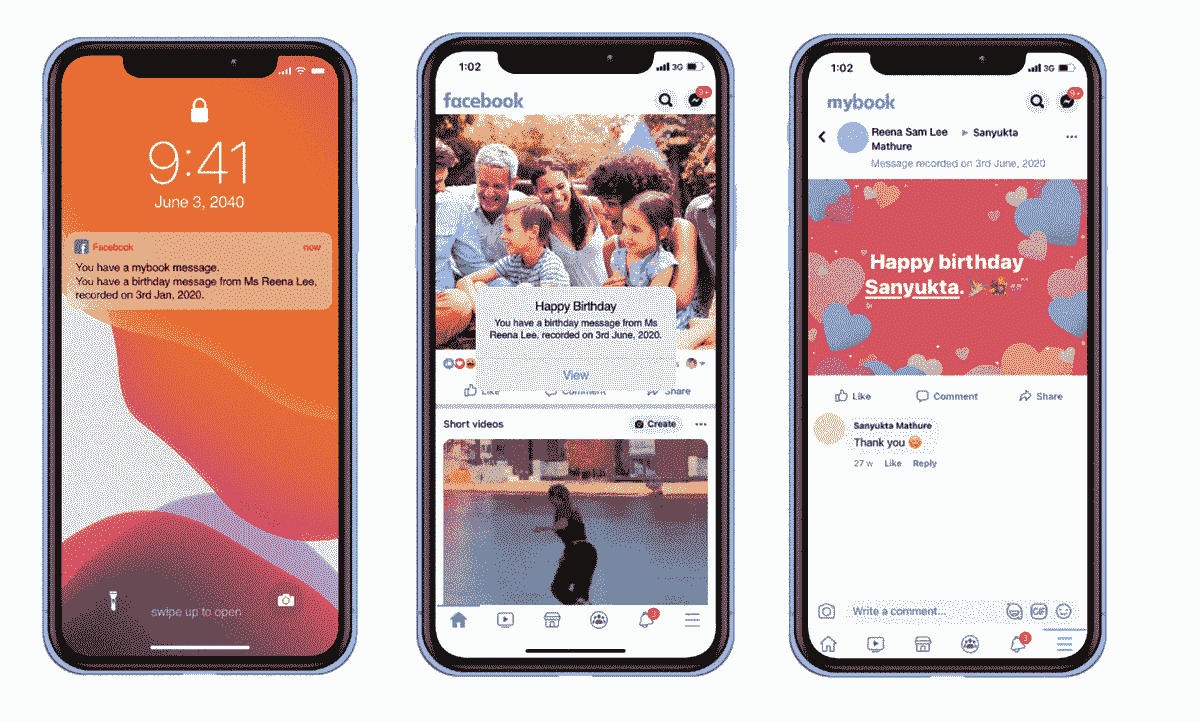 9:41
June 3, 2040
Facebook
now
You have a mybook message.
You have a birthday message from Ms Reena Lee,
recorded on 3rd Jan, 2020.
swipe up to open
1:02
3G
facebook
9+
Happy Birthday
You have a birthday message from Ms
Reena Lee, recorded on 3rd June, 2020.
View
Like
Comment
Share
Short videos
Create
3
1:02
3G
mybook
9+
Reena Sam Lee
Mathure
Sanyukta
Message recorded on 3rd June, 2020
Happy birthday
Sanyukta.
Like
Comment
Share
Sanyukta Mathure
Thank you
27 w Like Reply
Write a comment...
GIF
3